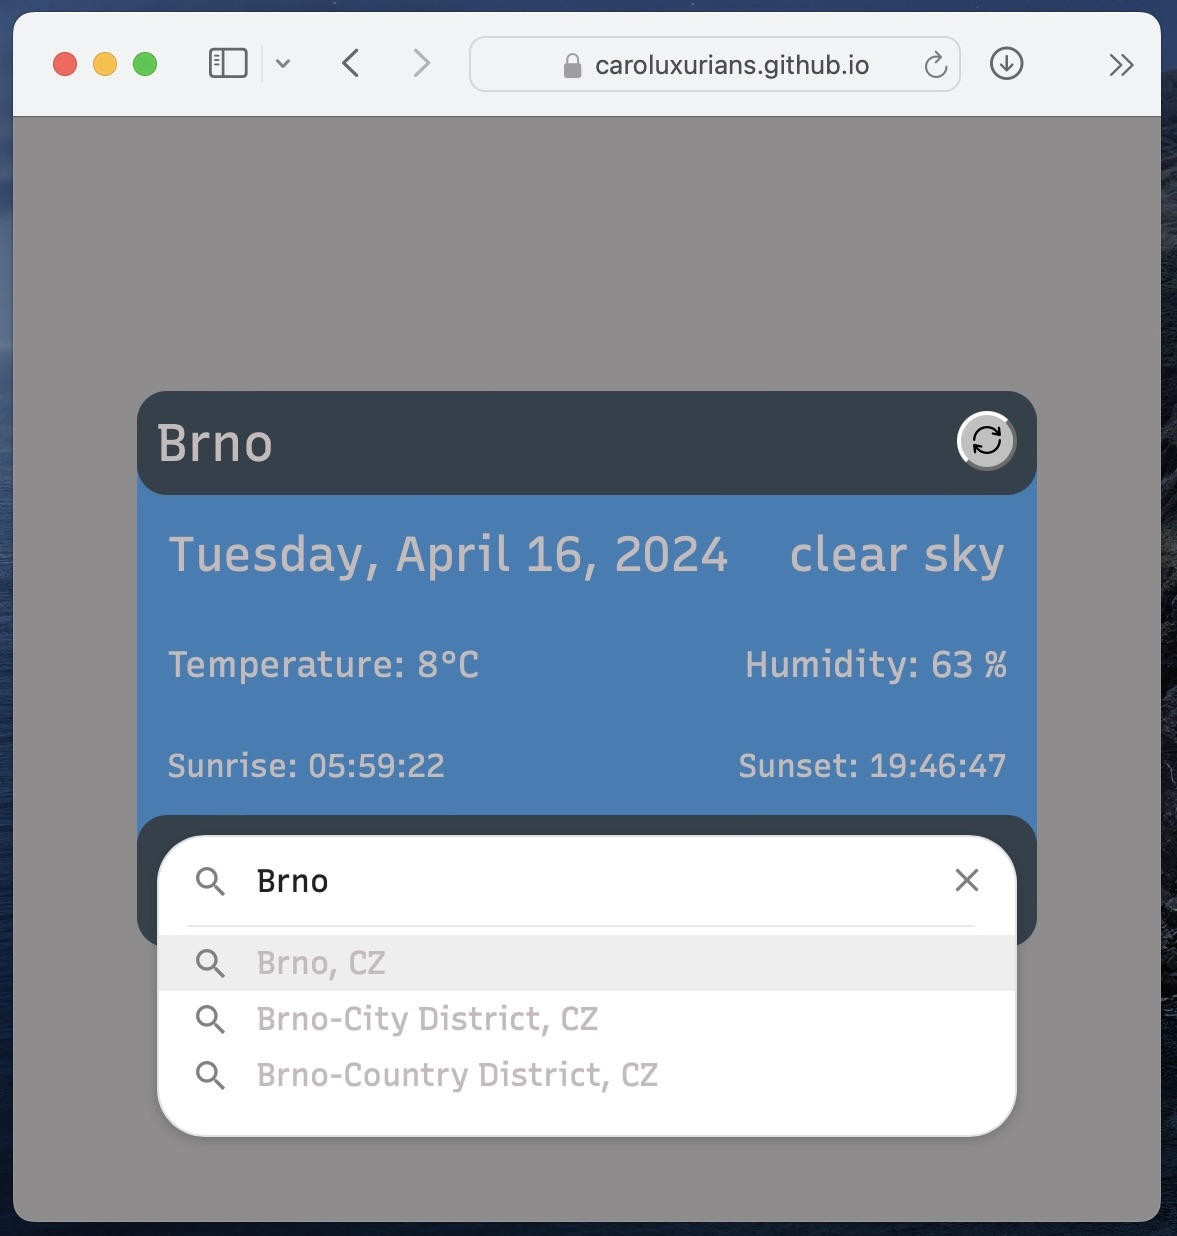 caroluxurians.github.io
Brno
Tuesday, April 16, 2024 clear sky
Temperature: 8°C Humidity: 63 %
Sunrise: 05:59:22 Sunset: 19:46:47
Brno
Brno, CZ
Brno-City District, CZ
Brno-Country District, CZ